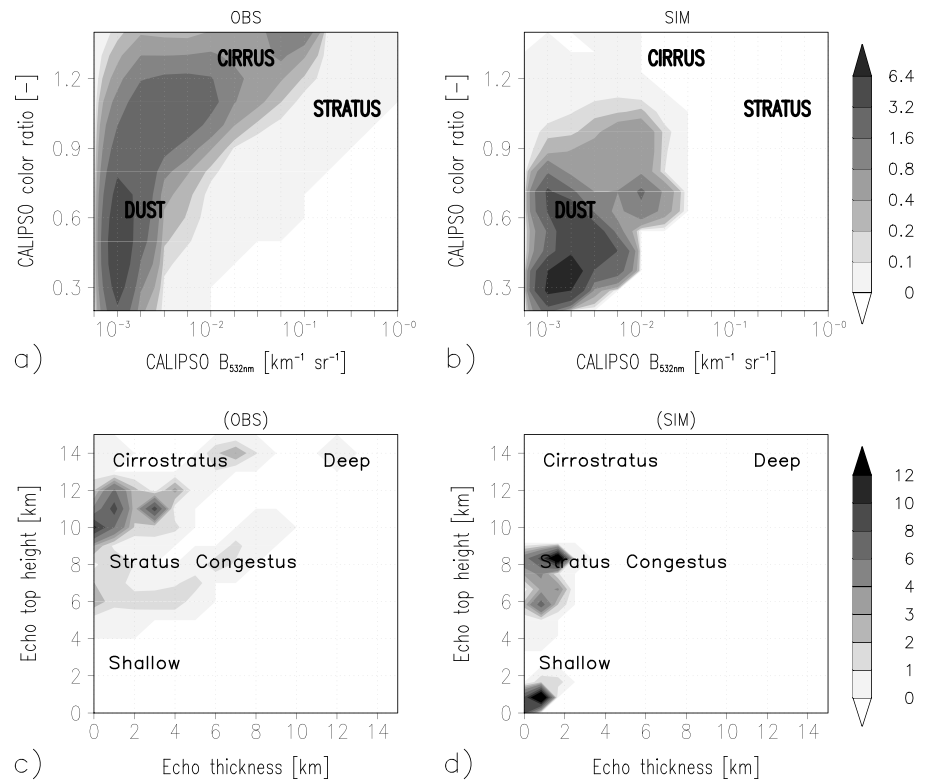 OBS
SIM
CALIPSO color ratio [-]
1.2
0.9
0.6
0.3
CIRRUS
STRATUS
DUST
10⁻³ 10⁻² 10⁻¹ 10⁻⁰
a) CALIPSO B532nm [km⁻¹ sr⁻¹]
CALIPSO color ratio [-]
1.2
0.9
0.6
0.3
CIRRUS
STRATUS
DUST
10⁻³ 10⁻² 10⁻¹ 10⁻⁰
b) CALIPSO B532nm [km⁻¹ sr⁻¹]
6.4
3.2
1.6
0.8
0.4
0.2
0.1
0
(OBS)
(SIM)
Echo top height [km]
14
12
10
8
6
4
2
0
Cirrostratus Deep
Stratus Congestus
Shallow
0 2 4 6 8 10 12 14
c) Echo thickness [km]
Echo top height [km]
14
12
10
8
6
4
2
0
Cirrostratus Deep
Stratus Congestus
Shallow
0 2 4 6 8 10 12 14
d) Echo thickness [km]
12
10
8
6
4
3
2
1
0